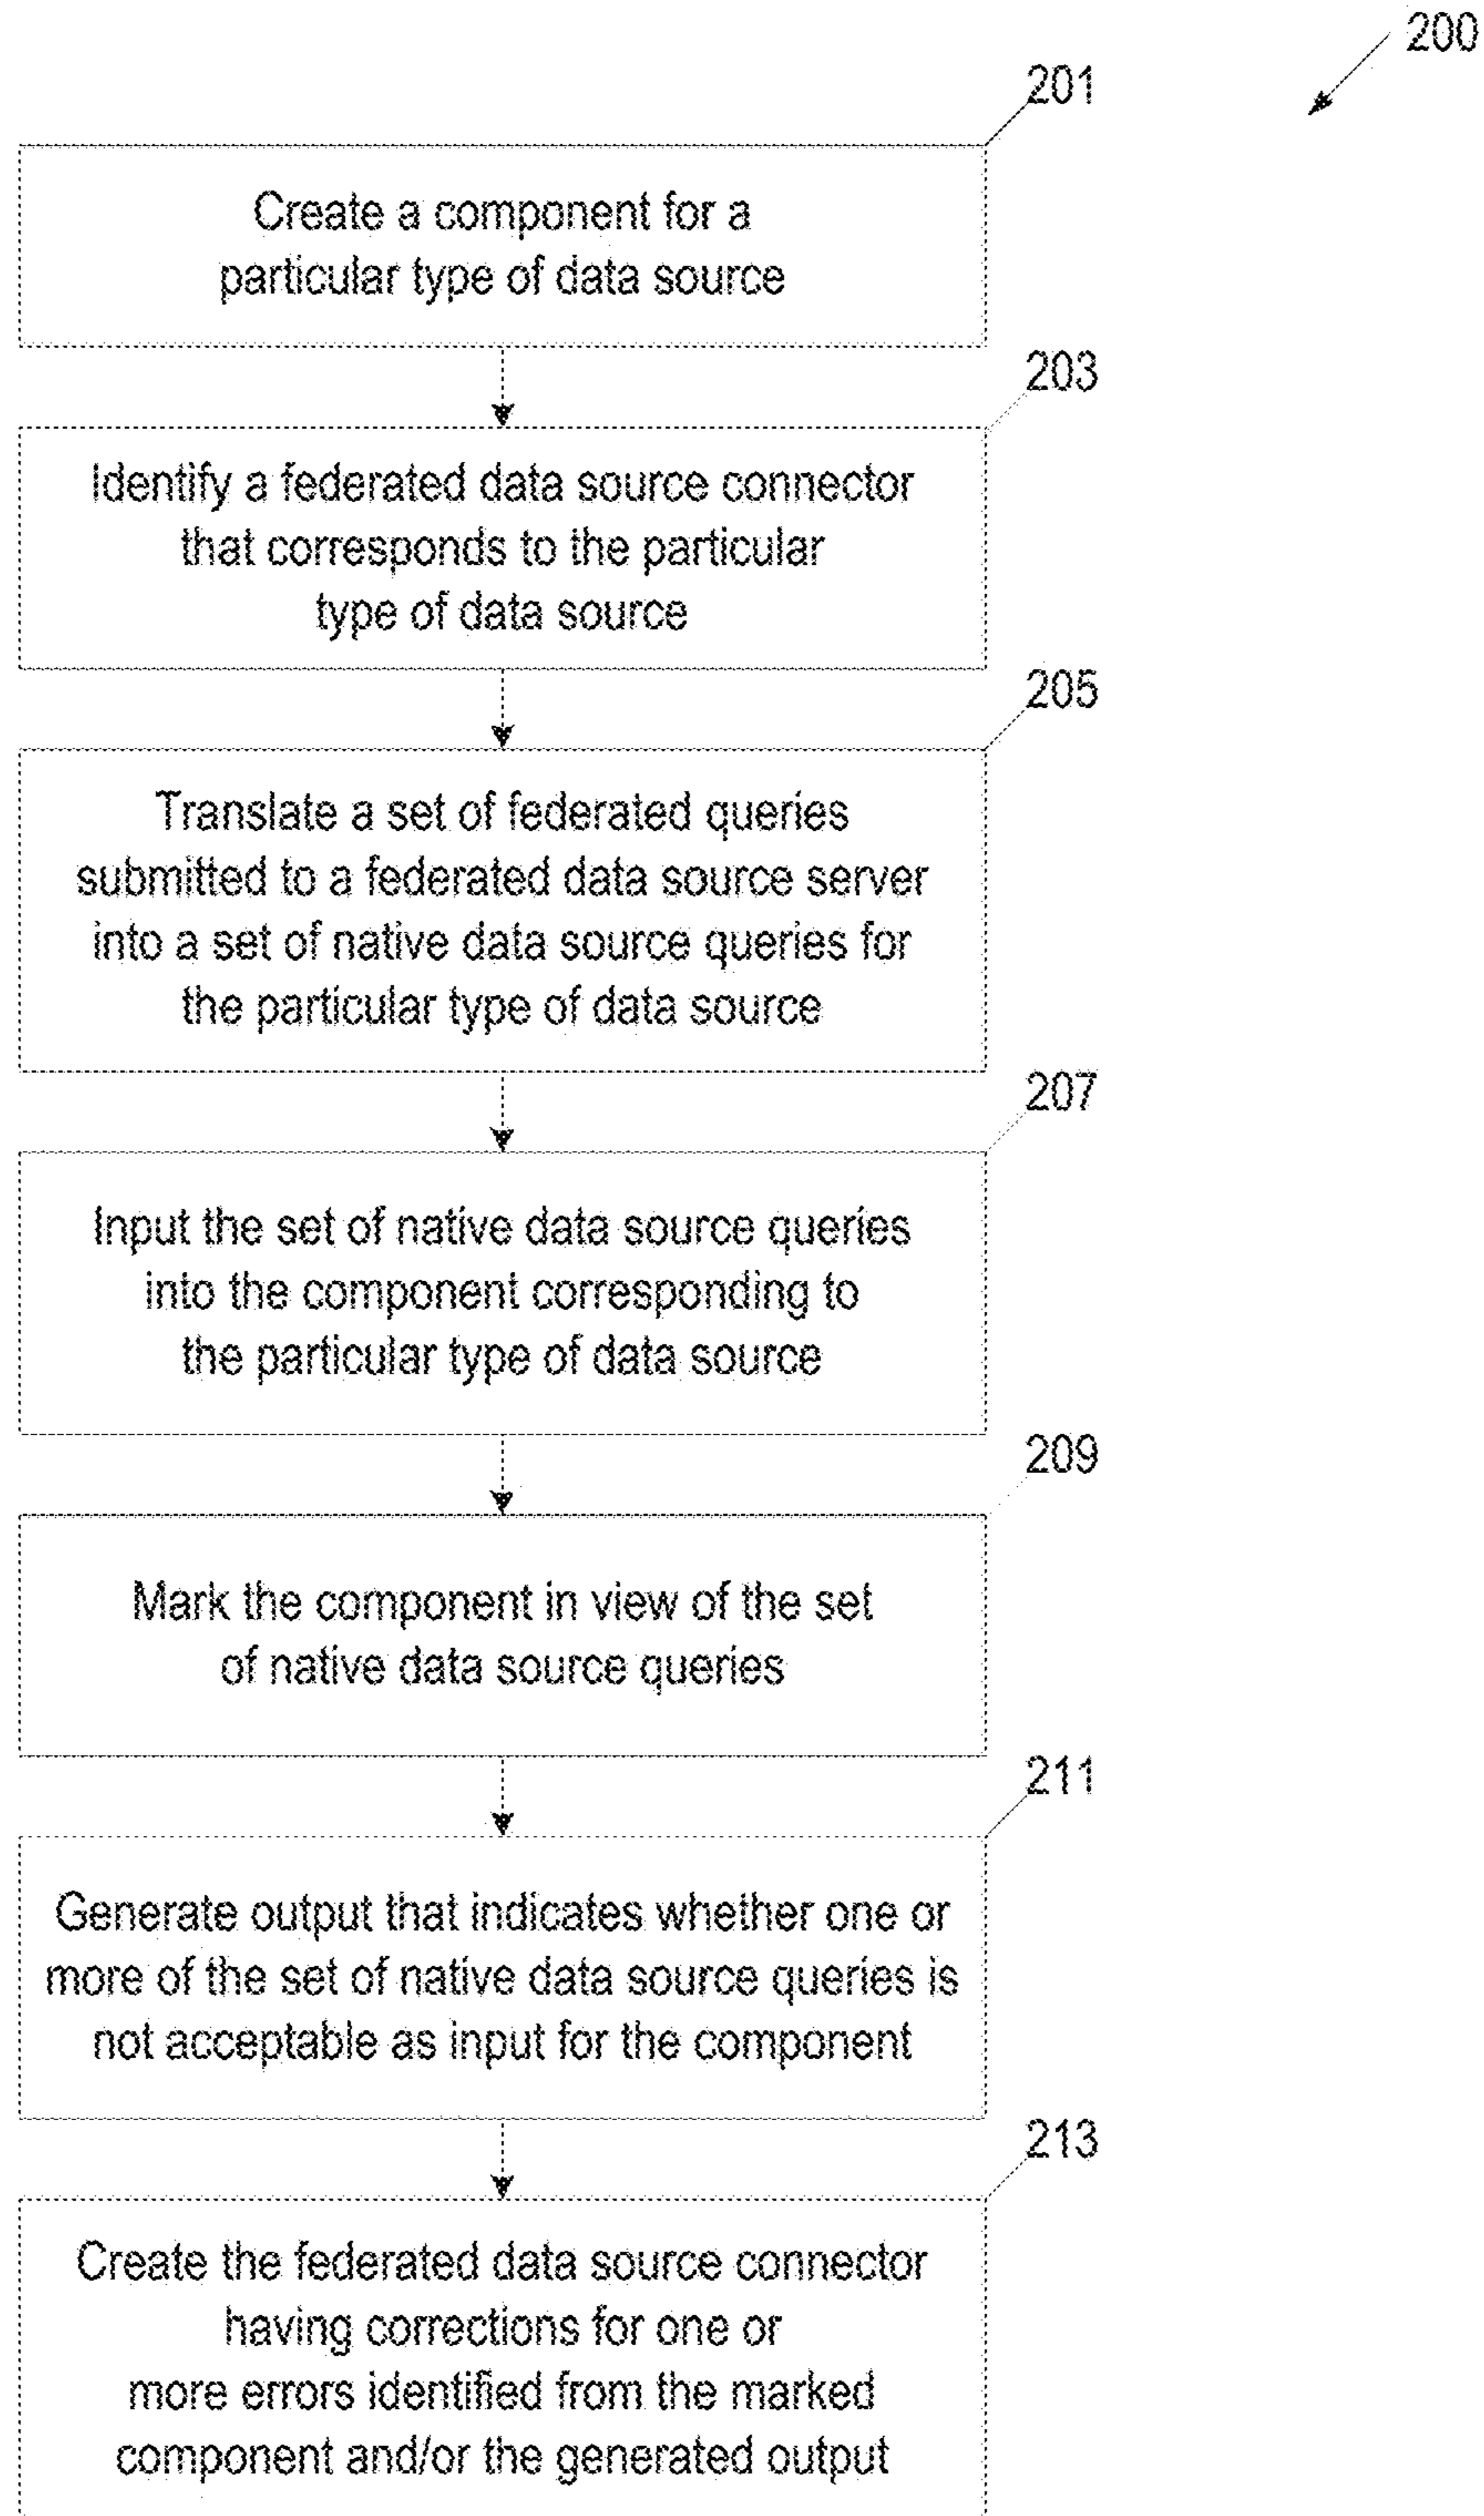 200
201
Create a component for a
particular type of data source
203
Identify a federated data source connector
that corresponds to the particular
type of data source
205
Translate a set of federated queries
submitted to a federated data source server
into a set of native data source queries for
the particular type of data source
207
Input the set of native data source queries
into the component corresponding to
the particular type of data source
209
Mark the component in view of the set
of native data source queries
211
Generate output that indicates whether one or
more of the set of native data source queries is
not acceptable as input for the component
213
Create the federated data source connector
having corrections for one or
more errors identified from the marked
component and/or the generated output